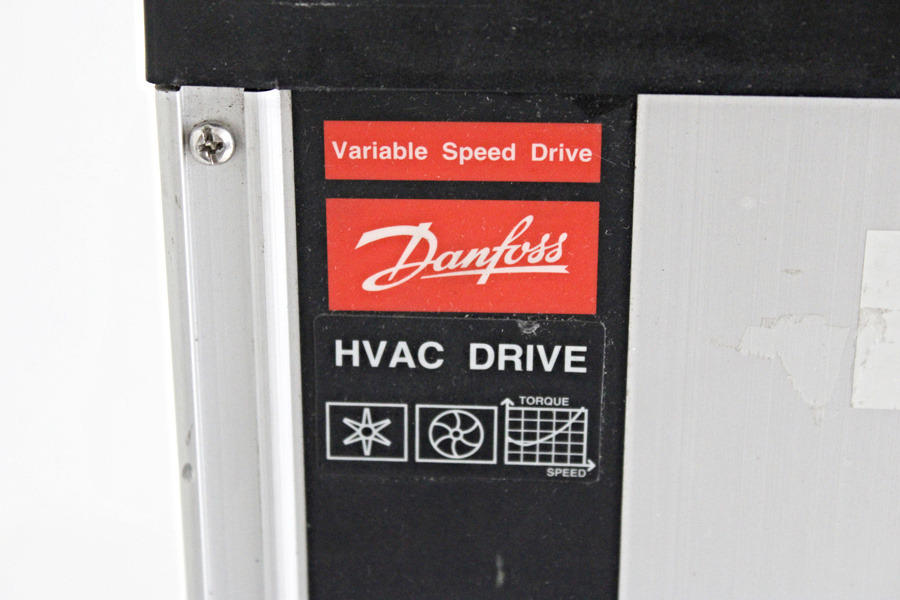 Variable Speed Drive
Danfoss
HVAC DRIVE
TORQUE
SPEED